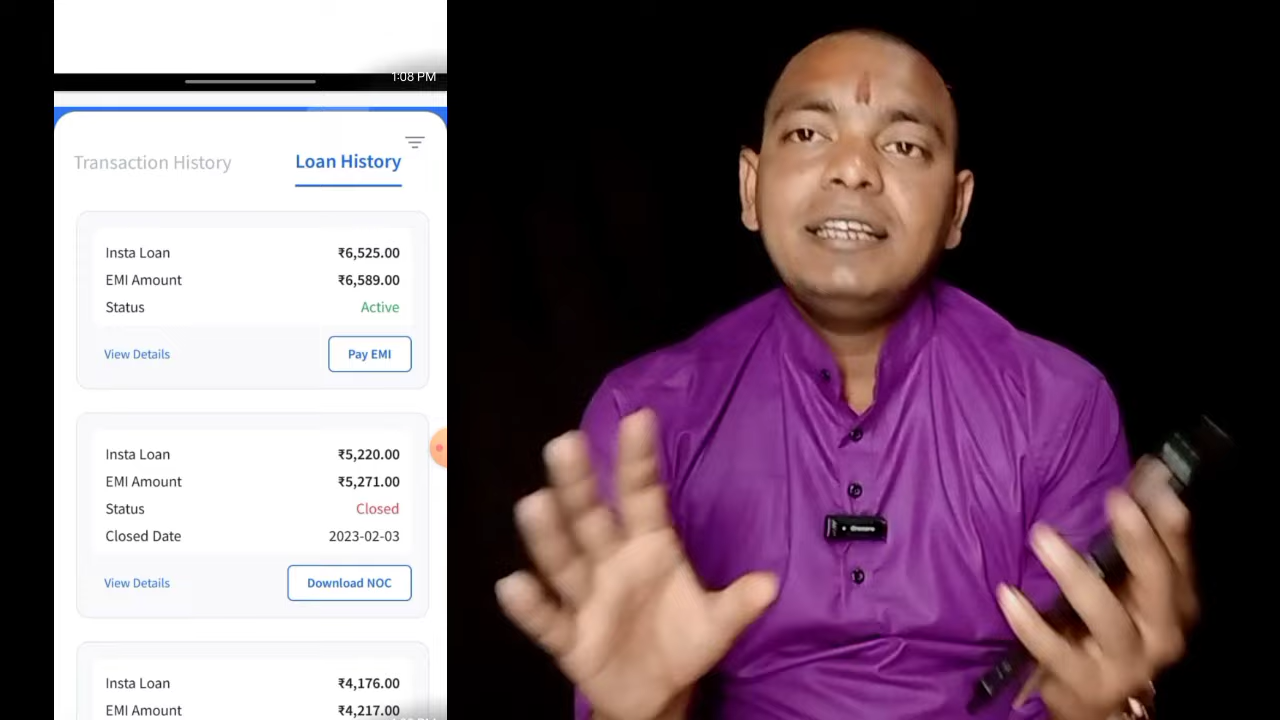 1:08 PM
Transaction History
Loan History
Insta Loan ₹6,525.00
EMI Amount ₹6,589.00
Status Active
View Details Pay EMI
Insta Loan ₹5,220.00
EMI Amount ₹5,271.00
Status Closed
Closed Date 2023-02-03
View Details Download NOC
Insta Loan ₹4,176.00
EMI Amount ₹4,217.00